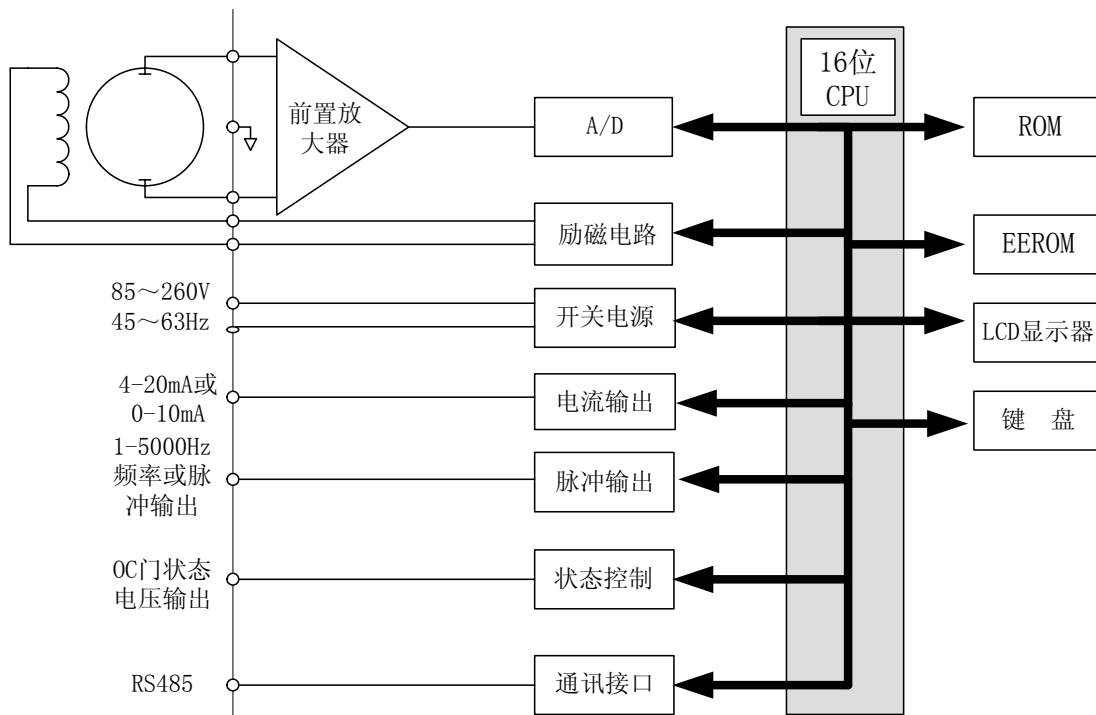 16位
CPU
前置放
大器
A/D
ROM
励磁电路
EEROM
85～260V
45～63Hz
开关电源
LCD显示器
4-20mA或
0-10mA
电流输出
键 盘
1-5000Hz
频率或脉
冲输出
脉冲输出
OC门状态
电压输出
状态控制
RS485
通讯接口